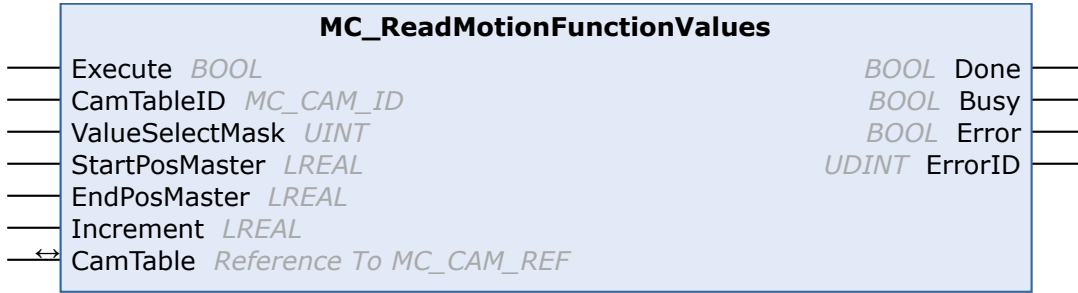 MC_ReadMotionFunctionValues
Execute BOOL BOOL Done
CamTableID MC_CAM_ID BOOL Busy
ValueSelectMask UINT BOOL Error
StartPosMaster LREAL UDINT ErrorID
EndPosMaster LREAL
Increment LREAL
↔ CamTable Reference To MC_CAM_REF